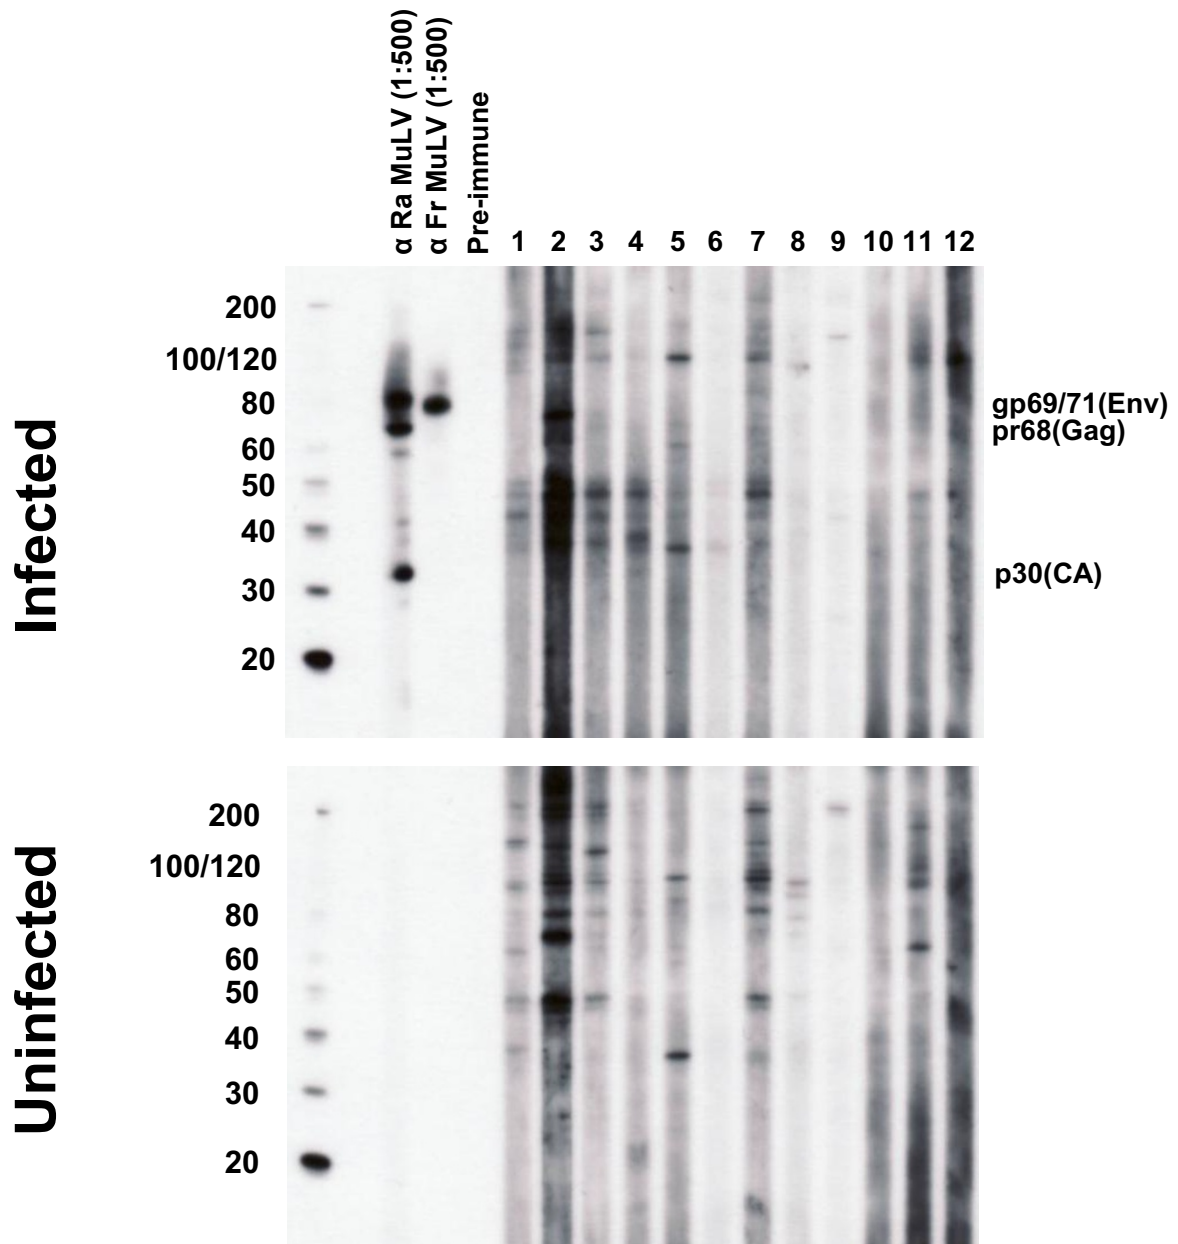 α Ra MuLV (1:500)
α Fr MuLV (1:500)
Pre-immune
1 2 3 4 5 6 7 8 9 10 11 12
Infected
200
100/120
80
60
50
40
30
20
gp69/71(Env)
pr68(Gag)
p30(CA)
Uninfected
200
100/120
80
60
50
40
30
20